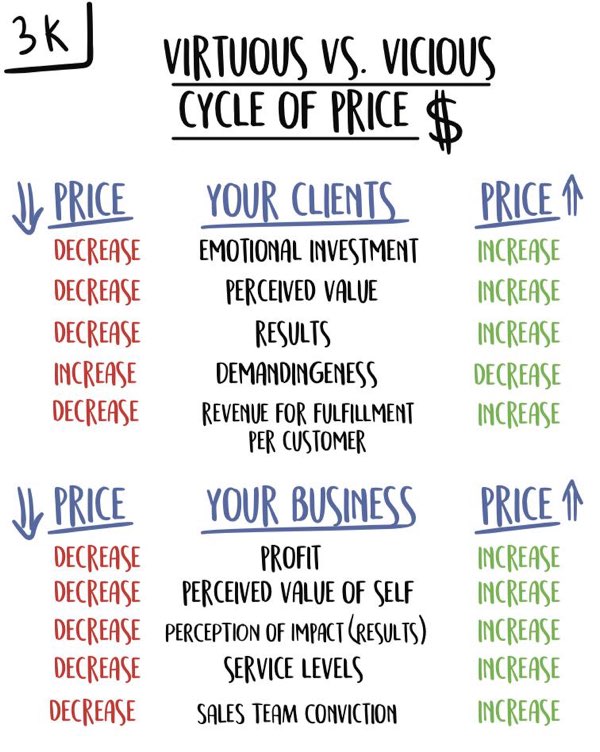 3K
VIRTUOUS VS. VICIOUS
CYCLE OF PRICE $
PRICE YOUR CLIENTS PRICE
DECREASE EMOTIONAL INVESTMENT INCREASE
DECREASE PERCEIVED VALUE INCREASE
DECREASE RESULTS INCREASE
INCREASE DEMANDINGENESS DECREASE
DECREASE REVENUE FOR FULFILLMENT INCREASE
PER CUSTOMER
PRICE YOUR BUSINESS PRICE
DECREASE PROFIT INCREASE
DECREASE PERCEIVED VALUE OF SELF INCREASE
DECREASE PERCEPTION OF IMPACT (RESULTS) INCREASE
DECREASE SERVICE LEVELS INCREASE
DECREASE SALES TEAM CONVICTION INCREASE